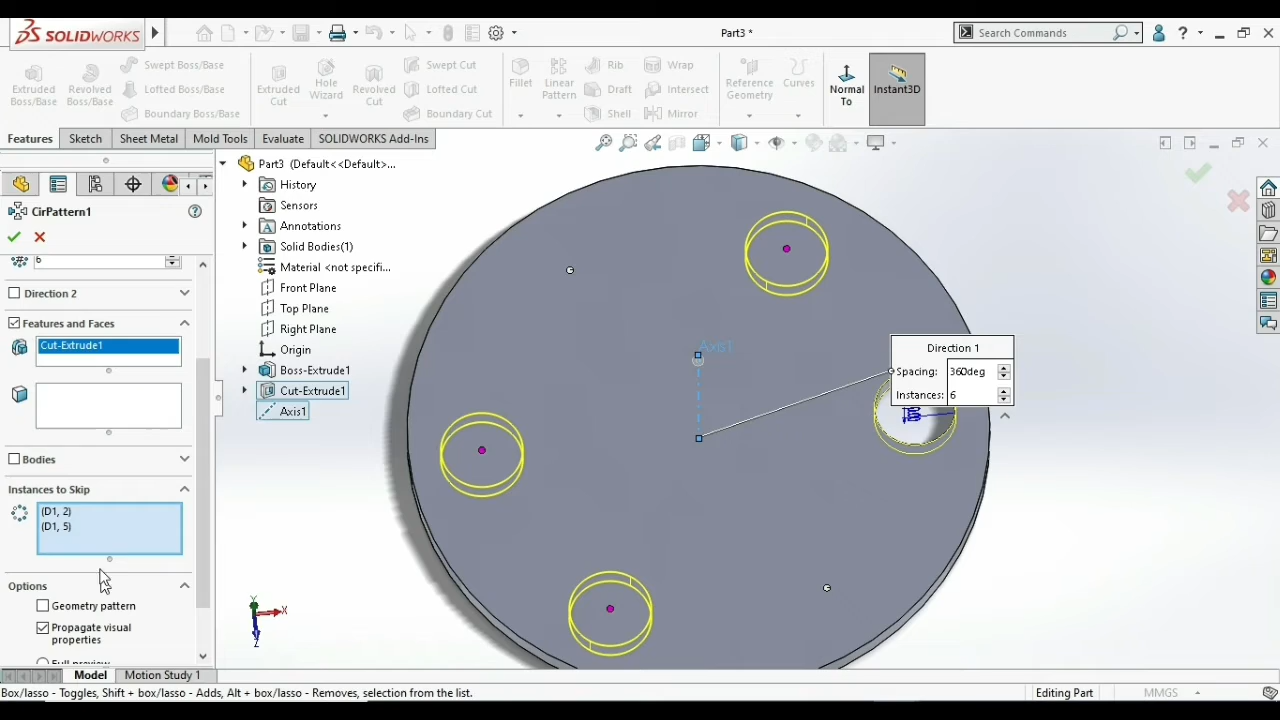 SOLIDWORKS
Part3 *
Search Commands
Extruded Boss/Base
Revolved Boss/Base
Swept Boss/Base
Lofted Boss/Base
Boundary Boss/Base
Extruded Cut
Hole Wizard
Revolved Cut
Swept Cut
Lofted Cut
Boundary Cut
Fillet
Linear Pattern
Rib
Draft
Shell
Wrap
Intersect
Mirror
Reference Geometry
Curves
Normal To
Instant3D
Features
Sketch
Sheet Metal
Mold Tools
Evaluate
SOLIDWORKS Add-Ins
CirPattern1
6
Direction 2
Features and Faces
Cut-Extrude1
Bodies
Instances to Skip
(D1, 2)
(D1, 5)
Options
Geometry pattern
Propagate visual
properties
Full preview
Part3 (Default<<Default>...
History
Sensors
Annotations
Solid Bodies(1)
Material <not specifi...
Front Plane
Top Plane
Right Plane
Origin
Boss-Extrude1
Cut-Extrude1
Axis1
Axis1
Direction 1
Spacing: 360deg
Instances: 6
Y
X
Z
Model
Motion Study 1
Box/lasso - Toggles, Shift + box/lasso - Adds, Alt + box/lasso - Removes, selection from the list.
Editing Part
MMGS